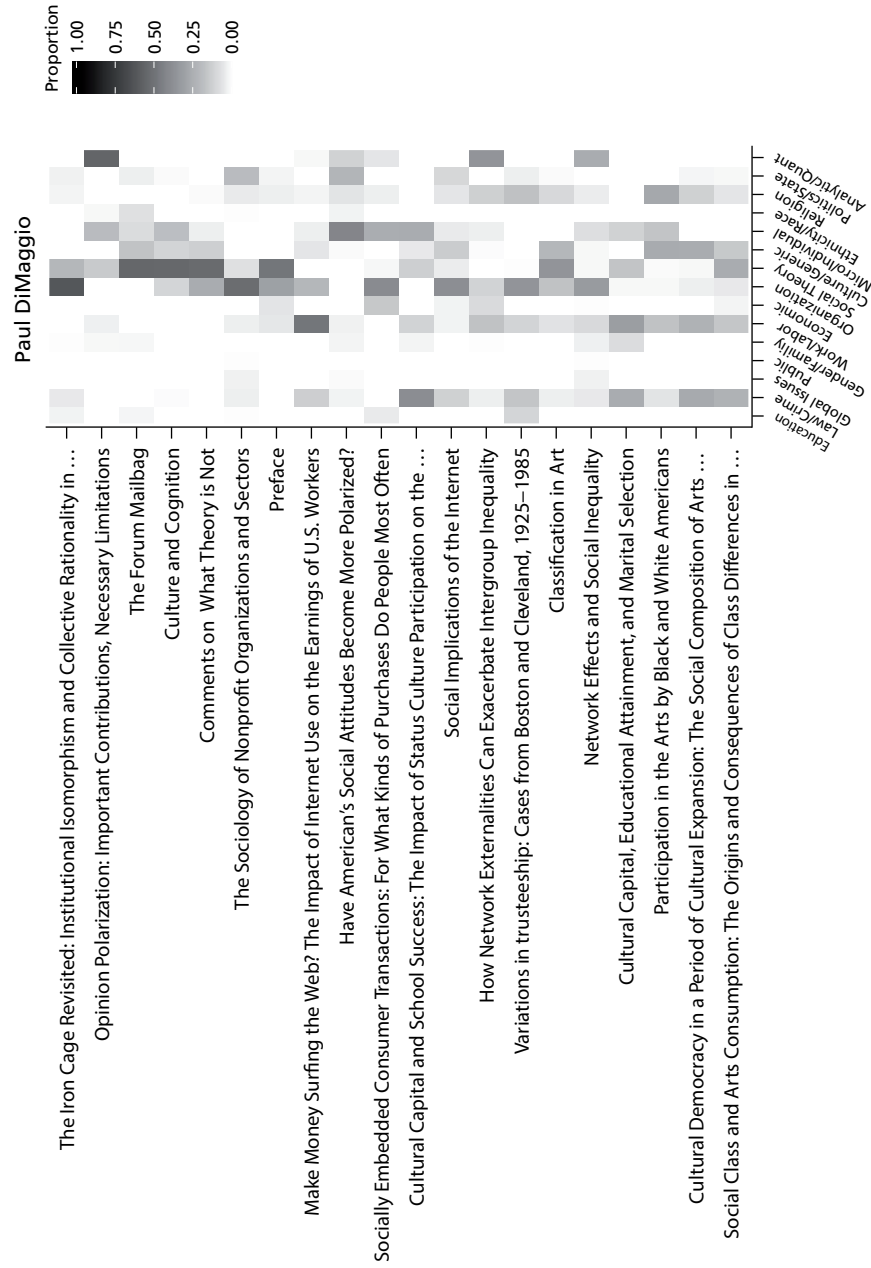 Paul DiMaggio
The Iron Cage Revisited: Institutional Isomorphism and Collective Rationality in …
Opinion Polarization: Important Contributions, Necessary Limitations
The Forum Mailbag
Culture and Cognition
Comments on What Theory is Not
The Sociology of Nonprofit Organizations and Sectors
Preface
Make Money Surfing the Web? The Impact of Internet Use on the Earnings of U.S. Workers
Have American's Social Attitudes Become More Polarized?
Socially Embedded Consumer Transactions: For What Kinds of Purchases Do People Most Often
Cultural Capital and School Success: The Impact of Status Culture Participation on the …
Social Implications of the Internet
How Network Externalities Can Exacerbate Intergroup Inequality
Variations in trusteeship: Cases from Boston and Cleveland, 1925–1985
Classification in Art
Network Effects and Social Inequality
Cultural Capital, Educational Attainment, and Marital Selection
Participation in the Arts by Black and White Americans
Cultural Democracy in a Period of Cultural Expansion: The Social Composition of Arts …
Social Class and Arts Consumption: The Origins and Consequences of Class Differences in …
Education
Law/Crime
Global Issues
Public
Gender/Familiy
Work/Labor
Economic
Organization
Social Theory
Culture/Generic
Micro/Individual
Ethnicity/Race
Religion
Politics/State
Analytic/Quant
Proportion
1.00
0.75
0.50
0.25
0.00